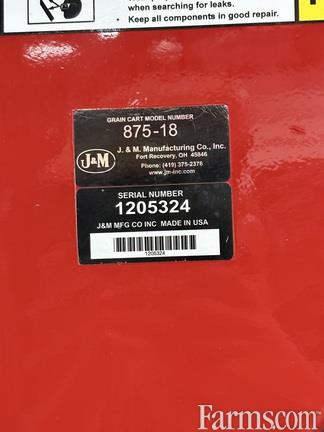 when searching for leaks.
• Keep all components in good repair.
GRAIN CART MODEL NUMBER
875-18
J&M
J. & M. Manufacturing Co., Inc.
Fort Recovery, OH 45846
Phone: (419) 375-2376
www.jm-inc.com
SERIAL NUMBER
1205324
J&M MFG CO INC MADE IN USA
1205324
Farms.com